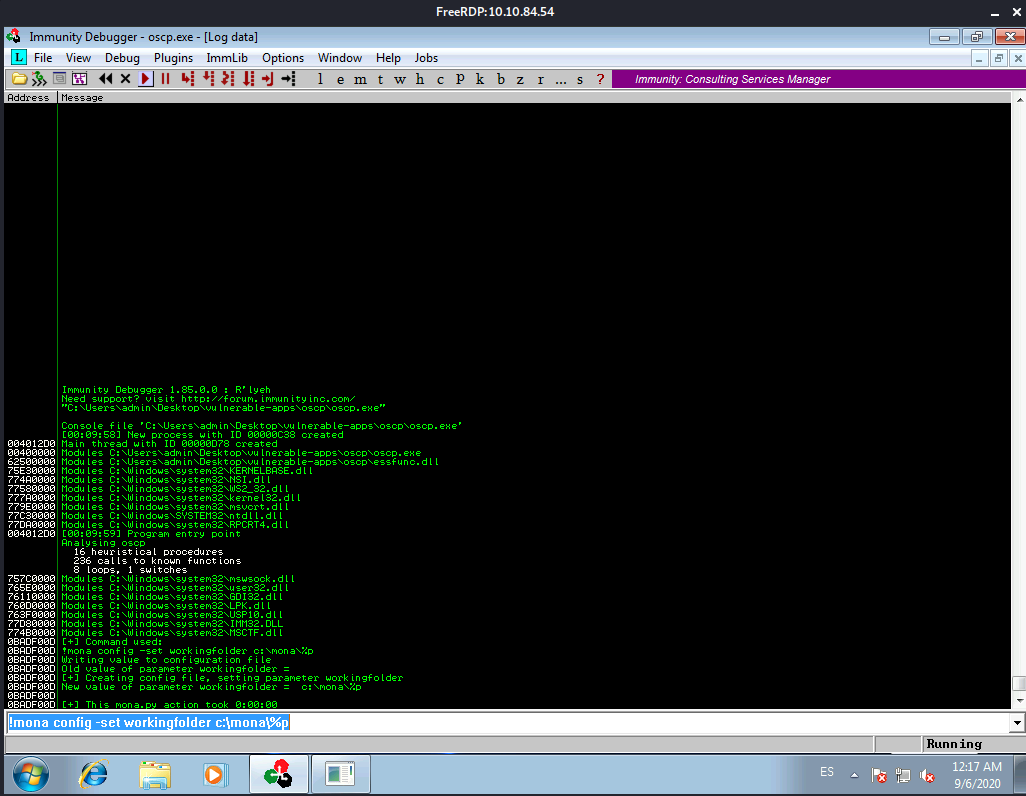 FreeRDP:10.10.84.54
Immunity Debugger - oscp.exe - [Log data]
L File View Debug Plugins ImmLib Options Window Help Jobs
l e m t w h c P k b z r ... s ? Immunity: Consulting Services Manager
Address Message
Immunity Debugger 1.85.0.0 : R'lyeh
Need support? visit http://forum.immunityinc.com/
"C:\Users\admin\Desktop\vulnerable-apps\oscp\oscp.exe"
Console file 'C:\Users\admin\Desktop\vulnerable-apps\oscp\oscp.exe'
[00:09:58] New process with ID 00000C38 created
004012D0 Main thread with ID 00000D78 created
00400000 Modules C:\Users\admin\Desktop\vulnerable-apps\oscp\oscp.exe
62500000 Modules C:\Users\admin\Desktop\vulnerable-apps\oscp\essfunc.dll
75E30000 Modules C:\Windows\system32\KERNELBASE.dll
774A0000 Modules C:\Windows\system32\NSI.dll
77580000 Modules C:\Windows\system32\WS2_32.dll
777A0000 Modules C:\Windows\system32\kernel32.dll
779E0000 Modules C:\Windows\system32\msvcrt.dll
77C30000 Modules C:\Windows\SYSTEM32\ntdll.dll
77DA0000 Modules C:\Windows\system32\RPCRT4.dll
004012D0 [00:09:59] Program entry point
Analysing oscp
16 heuristical procedures
236 calls to known functions
8 loops, 1 switches
757C0000 Modules C:\Windows\system32\mswsock.dll
765E0000 Modules C:\Windows\system32\user32.dll
76110000 Modules C:\Windows\system32\GDI32.dll
760D0000 Modules C:\Windows\system32\LPK.dll
763F0000 Modules C:\Windows\system32\USP10.dll
77D80000 Modules C:\Windows\system32\IMM32.DLL
774B0000 Modules C:\Windows\system32\MSCTF.dll
0BADF00D [+] Command used:
0BADF00D !mona config -set workingfolder c:\mona\%p
0BADF00D Writing value to configuration file
0BADF00D Old value of parameter workingfolder =
0BADF00D [+] Creating config file, setting parameter workingfolder
0BADF00D New value of parameter workingfolder =  c:\mona\%p
0BADF00D
0BADF00D [+] This mona.py action took 0:00:00
!mona config -set workingfolder c:\mona\%p
Running
ES 12:17 AM
9/6/2020